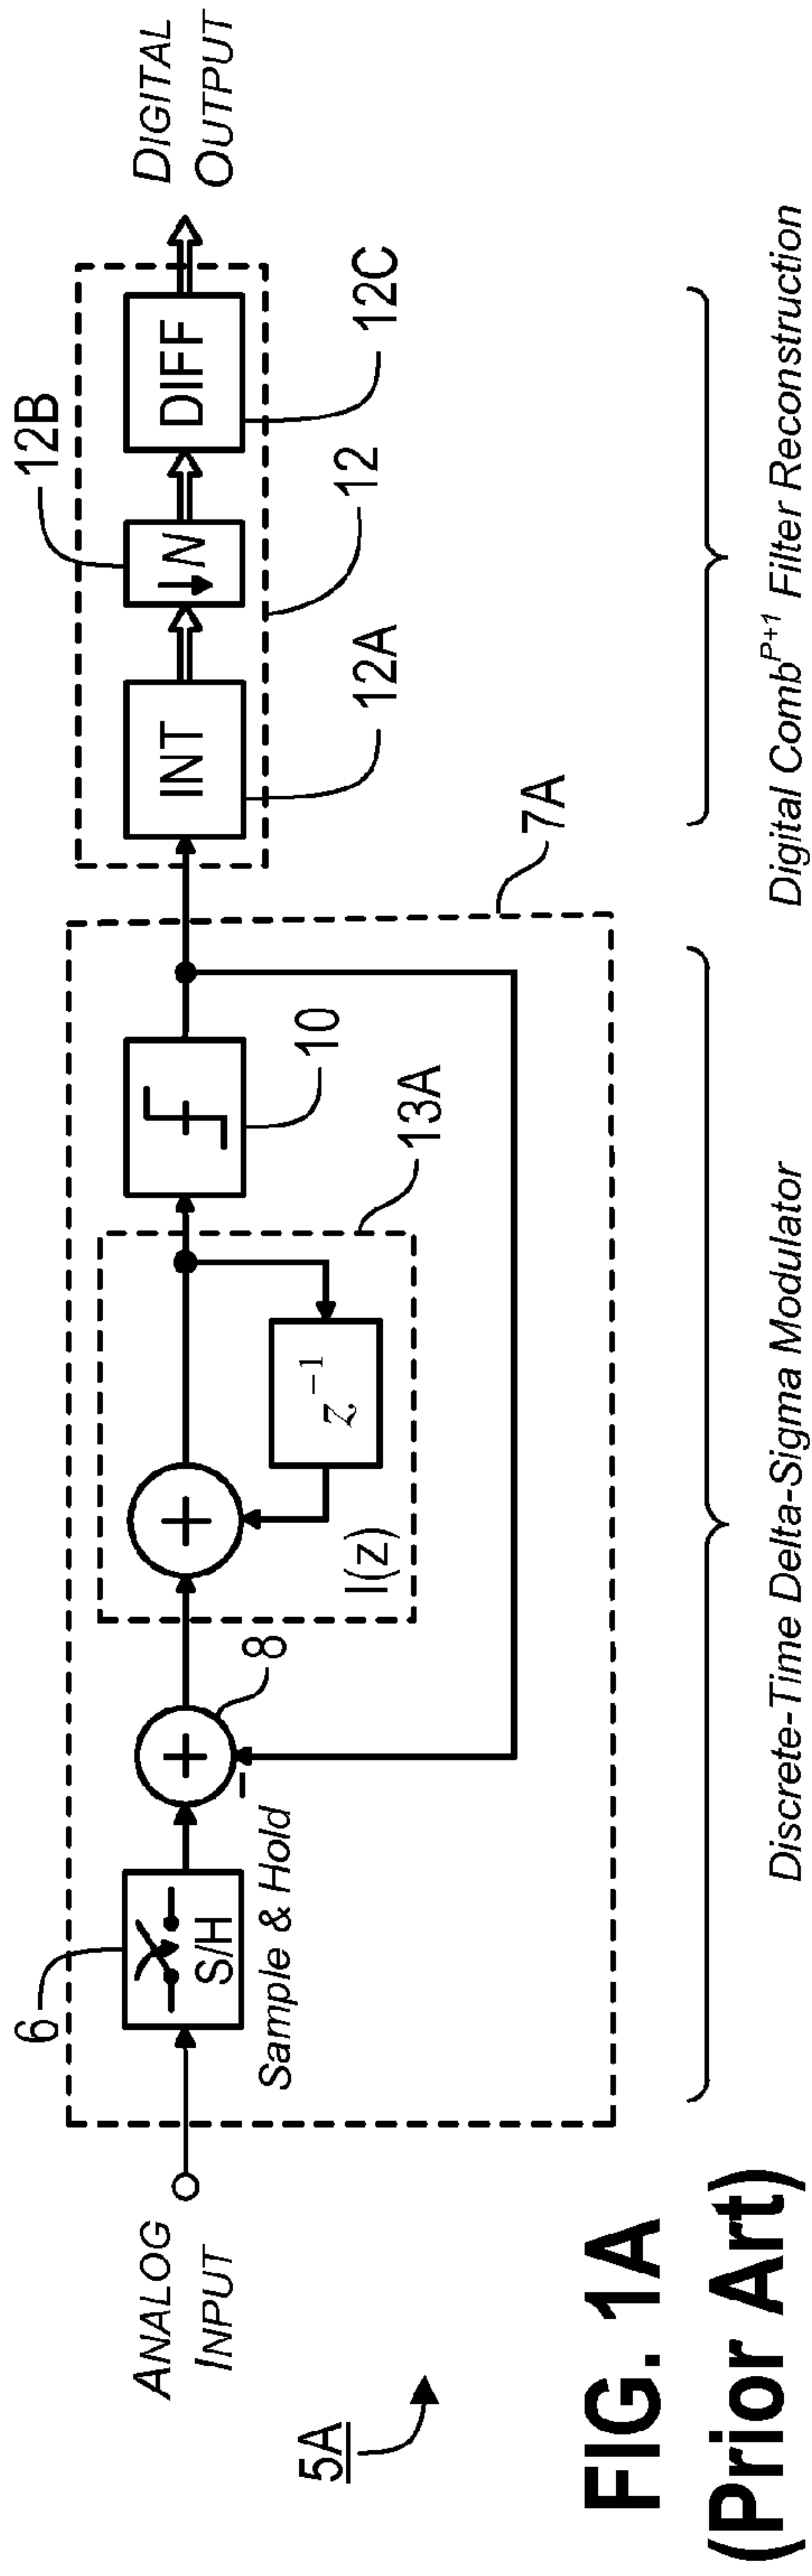 ANALOG
INPUT
6
S/H
Sample & Hold
+
–
8
+
z⁻¹
I(z)
13A
10
7A
INT
12A
↓N
12B
12
DIFF
12C
DIGITAL
OUTPUT
Discrete-Time Delta-Sigma Modulator
Digital Comb^P+1 Filter Reconstruction
5A
FIG. 1A
(Prior Art)